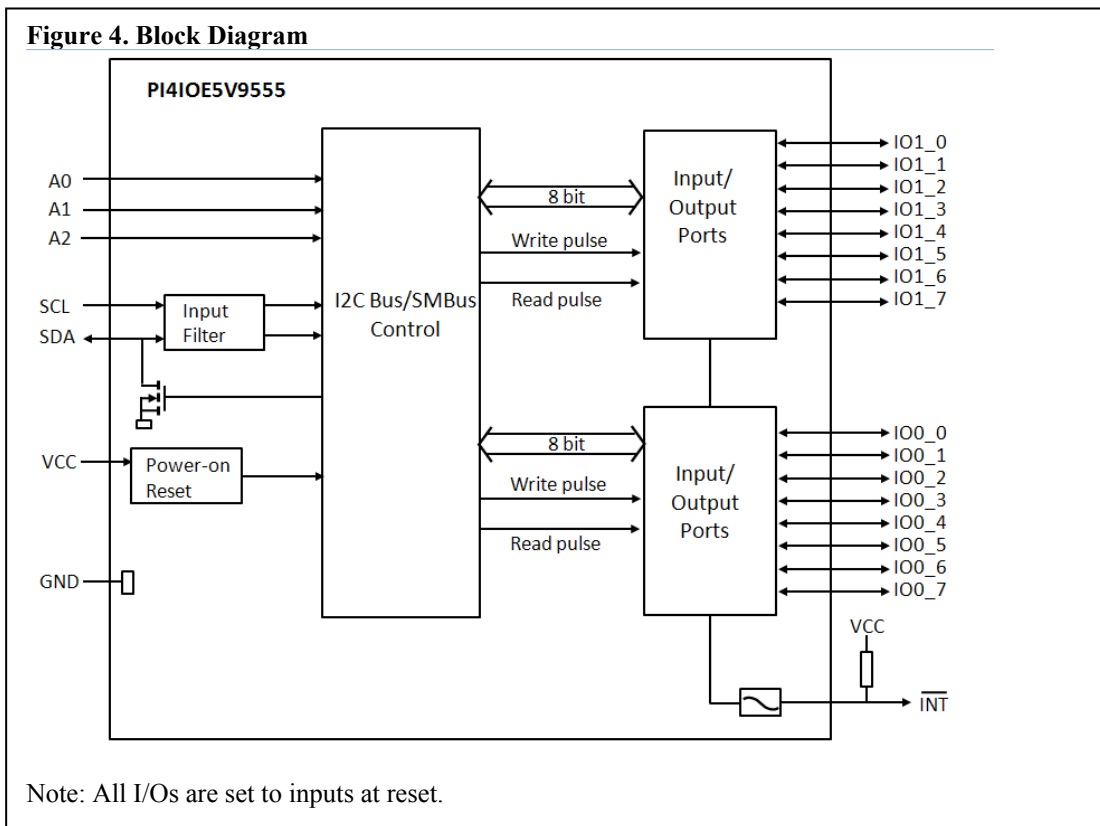 Figure 4. Block Diagram
PI4IOE5V9555
A0
A1
A2
SCL
SDA
Input
Filter
VCC
Power-on
Reset
GND
I2C Bus/SMBus
Control
8 bit
Write pulse
Read pulse
Input/
Output
Ports
IO1_0
IO1_1
IO1_2
IO1_3
IO1_4
IO1_5
IO1_6
IO1_7
8 bit
Write pulse
Read pulse
Input/
Output
Ports
IO0_0
IO0_1
IO0_2
IO0_3
IO0_4
IO0_5
IO0_6
IO0_7
VCC
INT
Note: All I/Os are set to inputs at reset.